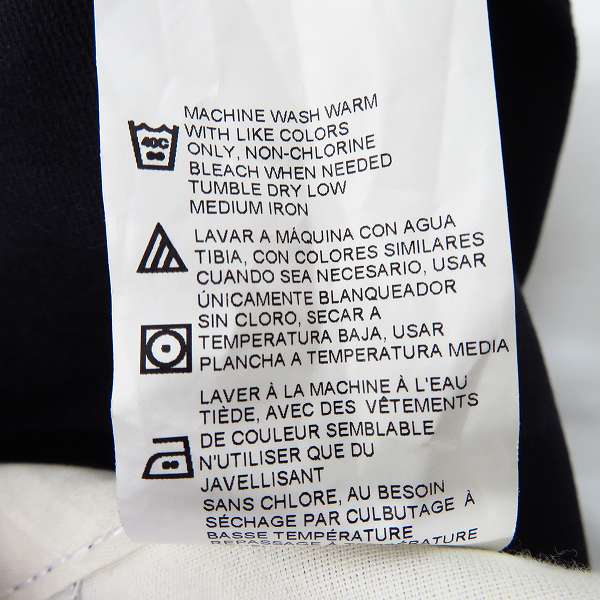 40C
MACHINE WASH WARM
WITH LIKE COLORS
ONLY, NON-CHLORINE
BLEACH WHEN NEEDED
TUMBLE DRY LOW
MEDIUM IRON
LAVAR A MÁQUINA CON AGUA
TIBIA, CON COLORES SIMILARES
CUANDO SEA NECESARIO, USAR
ÚNICAMENTE BLANQUEADOR
SIN CLORO, SECAR A
TEMPERATURA BAJA, USAR
PLANCHA A TEMPERATURA MEDIA
LAVER À LA MACHINE À L'EAU
TIÈDE, AVEC DES VÊTEMENTS
DE COULEUR SEMBLABLE
N'UTILISER QUE DU
JAVELLISANT
SANS CHLORE, AU BESOIN
SÉCHAGE PAR CULBUTAGE À
BASSE TEMPÉRATURE
REPASSAGE À TEMPÉRATURE